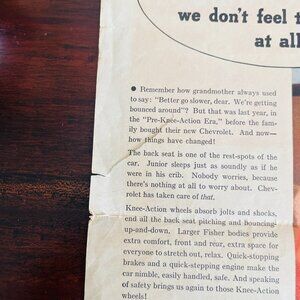 we don't feel
at all
● Remember how grandmother always used
to say: "Better go slower, dear. We're getting
bounced around"? But that was last year, in
the "Pre-Knee-Action Era," before the fam-
ily bought their new Chevrolet. And now—
how things have changed!
The back seat is one of the rest-spots of the
car. Junior sleeps just as soundly as if he
were in his crib. Nobody worries, because
there's nothing at all to worry about. Chev-
rolet has taken care of that.
Knee-Action wheels absorb jolts and shocks,
end all the back seat pitching and bouncing-
up-and-down. Larger Fisher bodies provide
extra comfort, front and rear, extra space for
everyone to stretch out, relax. Quick-stopping
brakes and a quick-stepping engine make the
car nimble, easily handled, safe. And speaking
of safety brings us again to those Knee-Action
wheels!